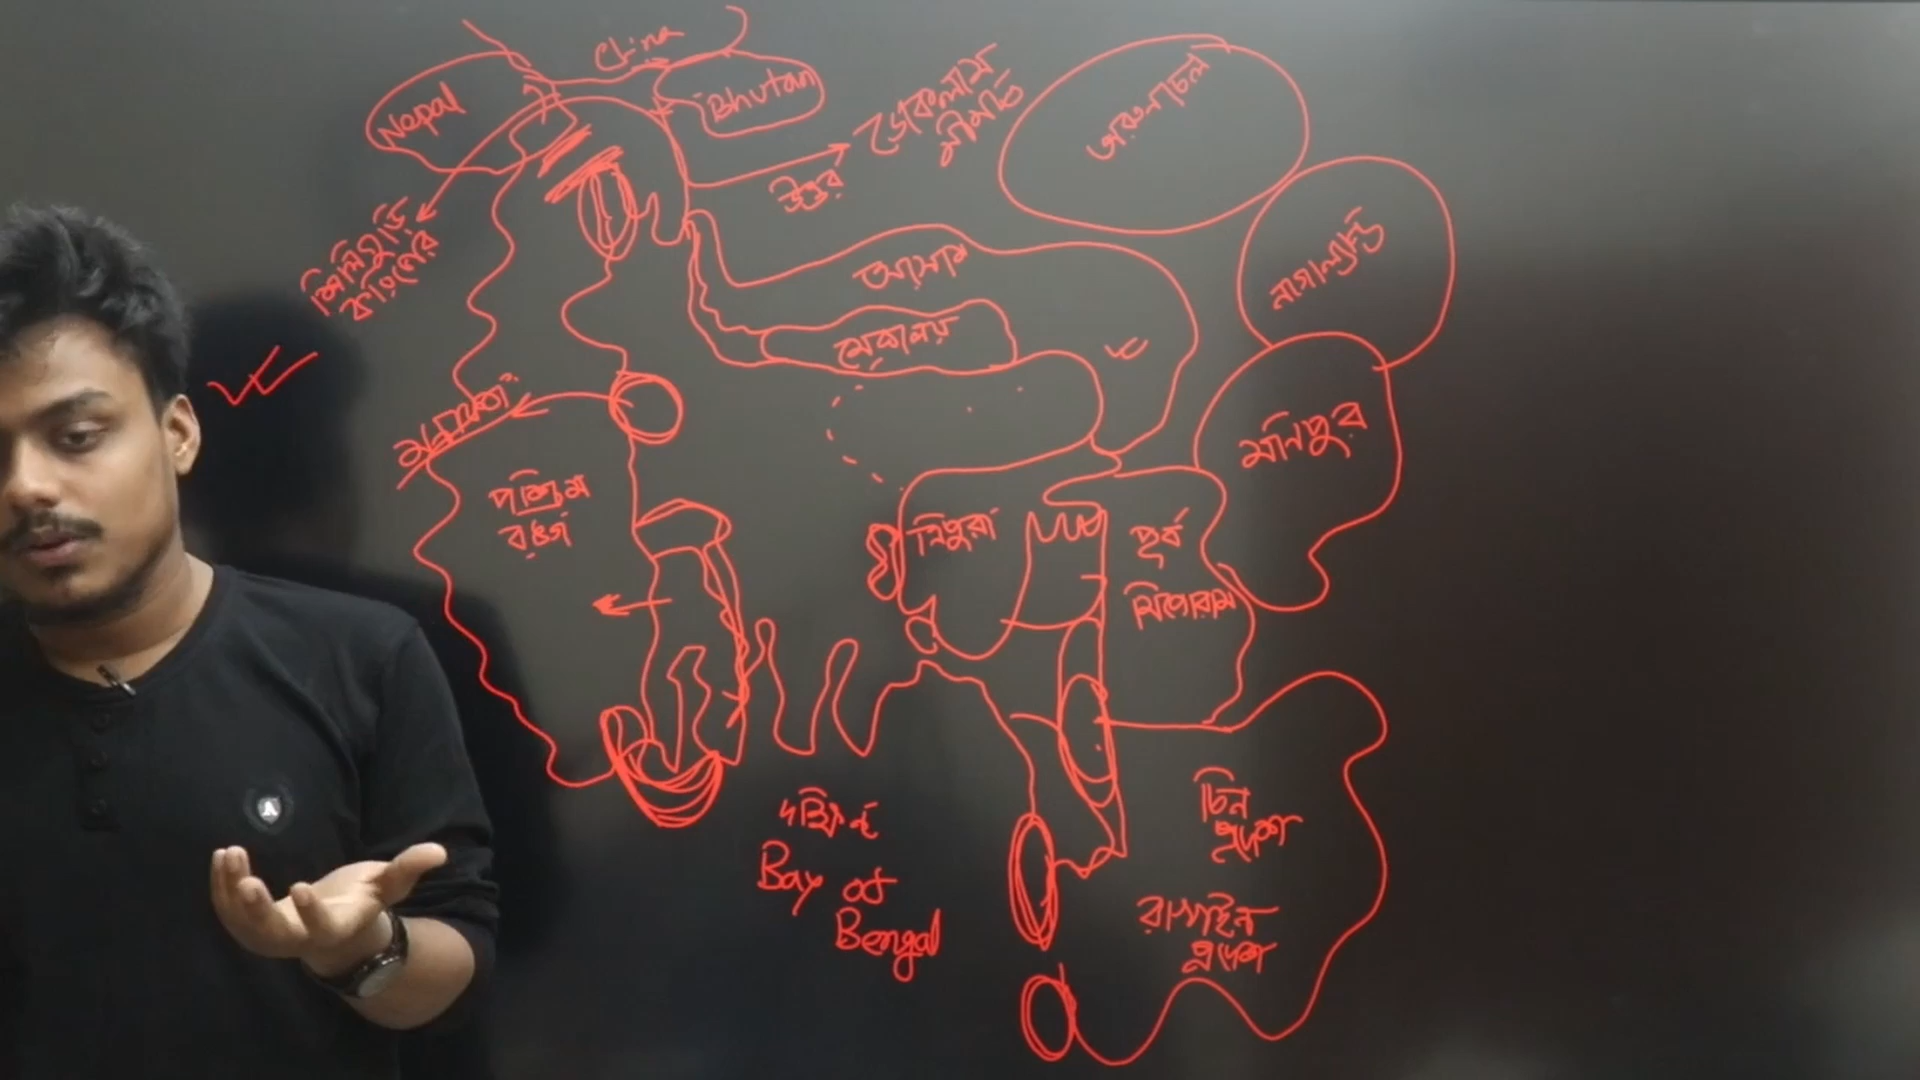 China
Nepal
Bhutan
ডোকলাম
সীমান্ত
উত্তর
অরুনাচল
শিলিগুড়ি
করিডোর
নাগাল্যান্ড
আসাম
মেঘালয়
মনিপুর
পশ্চিম
বঙ্গ
ত্রিপুরা
পূর্ব
মিজোরাম
দক্ষিন
Bay of
Bengal
চিন
প্রদেশ
রাখাইন
প্রদেশ